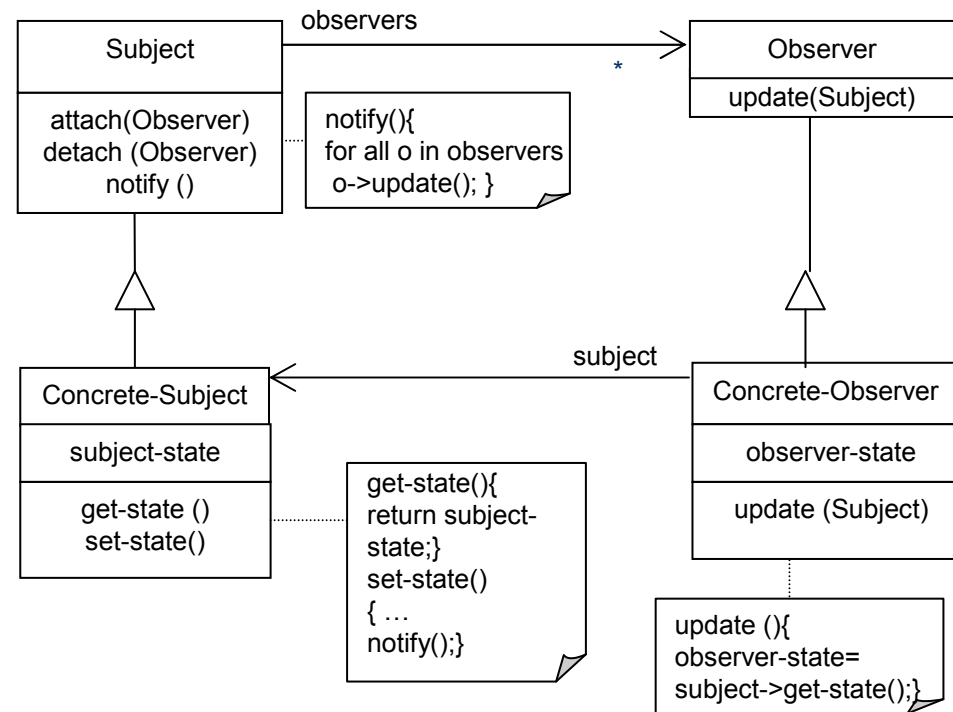 observers
Subject
Observer
*
update(Subject)
attach(Observer)
detach (Observer)
notify ()
notify(){
for all o in observers
o->update(); }
subject
Concrete-Subject
Concrete-Observer
subject-state
observer-state
get-state ()
set-state()
update (Subject)
get-state(){
return subject-
state;}
set-state()
{ …
notify();}
update (){
observer-state=
subject->get-state();}